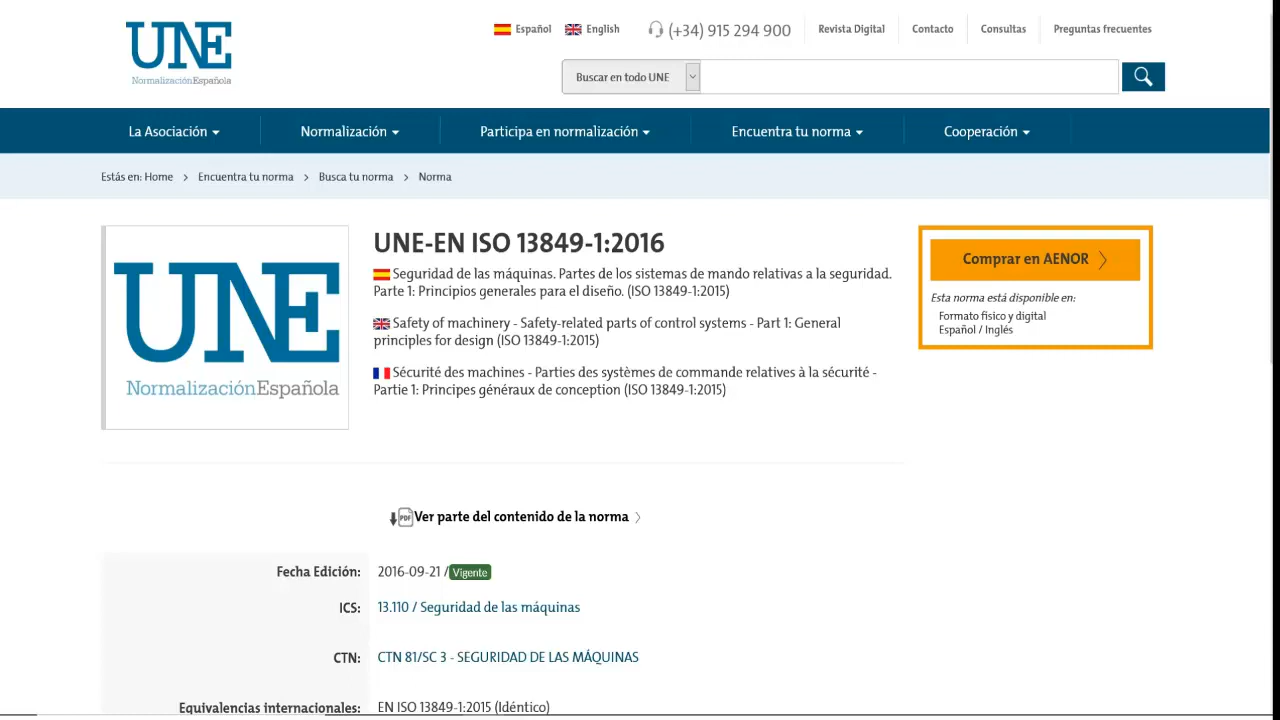 UNE
NormalizaciónEspañola
Español English (+34) 915 294 900 Revista Digital Contacto Consultas Preguntas frecuentes
Buscar en todo UNE
La Asociación Normalización Participa en normalización Encuentra tu norma Cooperación
Estás en: Home > Encuentra tu norma > Busca tu norma > Norma
UNE
NormalizaciónEspañola
UNE-EN ISO 13849-1:2016
Seguridad de las máquinas. Partes de los sistemas de mando relativas a la seguridad.
Parte 1: Principios generales para el diseño. (ISO 13849-1:2015)
Safety of machinery - Safety-related parts of control systems - Part 1: General
principles for design (ISO 13849-1:2015)
Sécurité des machines - Parties des systèmes de commande relatives à la sécurité -
Partie 1: Principes généraux de conception (ISO 13849-1:2015)
Comprar en AENOR
Esta norma está disponible en:
Formato físico y digital
Español / Inglés
PDF Ver parte del contenido de la norma
Fecha Edición: 2016-09-21 / Vigente
ICS: 13.110 / Seguridad de las máquinas
CTN: CTN 81/SC 3 - SEGURIDAD DE LAS MÁQUINAS
Equivalencias internacionales: EN ISO 13849-1:2015 (Idéntico)